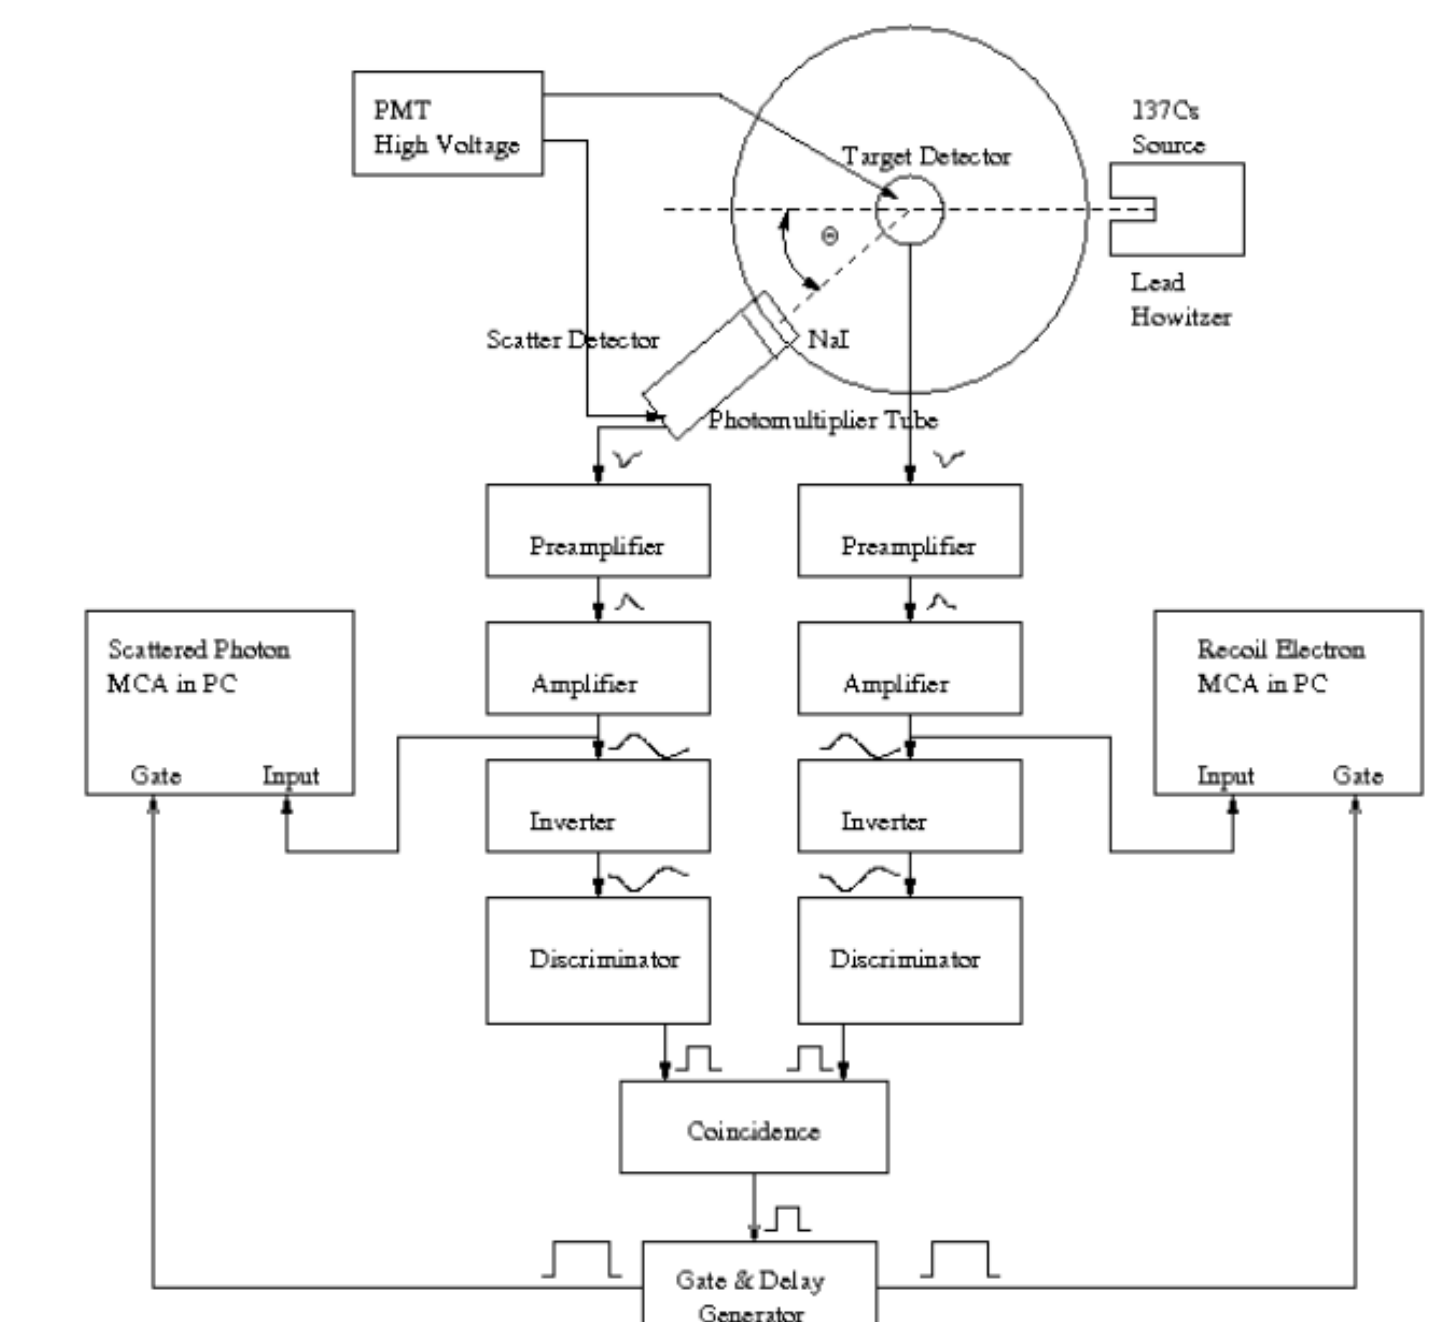 PMT
High Voltage
137Cs
Source
Target Detector
Θ
Lead
Howitzer
Scatter Detector
NaI
Photomultiplier Tube
Preamplifier
Preamplifier
Scattered Photon
MCA in PC
Amplifier
Amplifier
Recoil Electron
MCA in PC
Gate
Input
Inverter
Inverter
Input
Gate
Discriminator
Discriminator
Coincidence
Gate & Delay
Generator